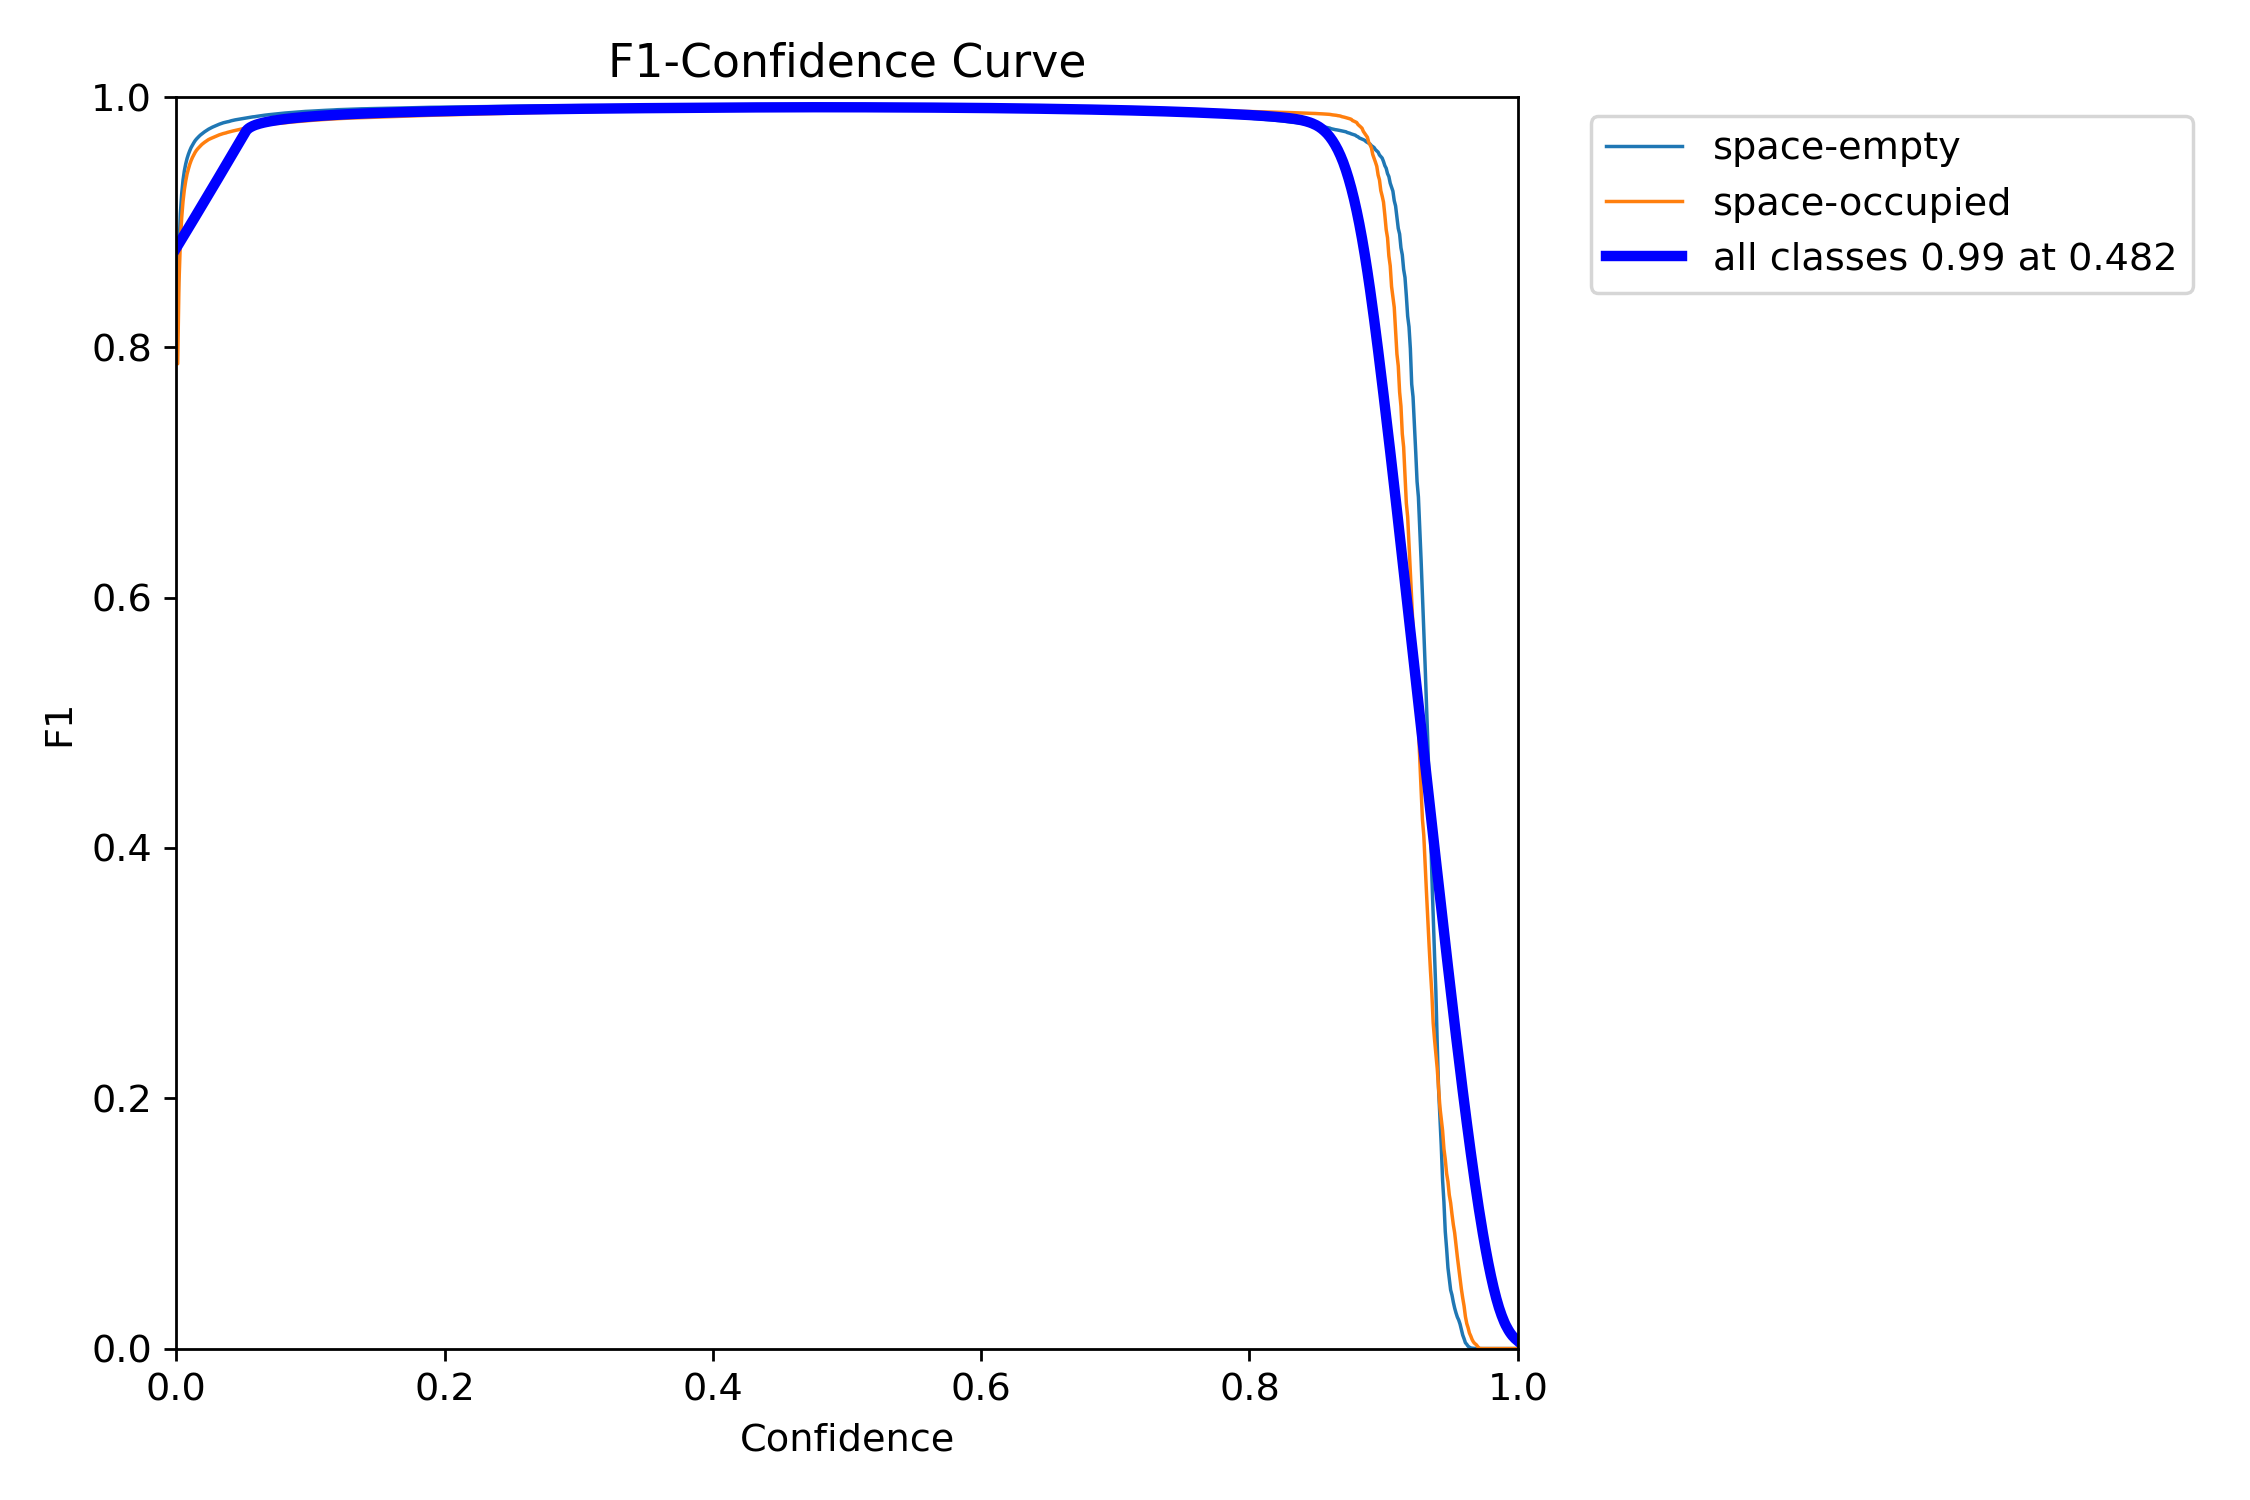 F1-Confidence Curve
space-empty
space-occupied
all classes 0.99 at 0.482
1.0
0.8
0.6
0.4
0.2
0.0
F1
0.0 0.2 0.4 0.6 0.8 1.0
Confidence